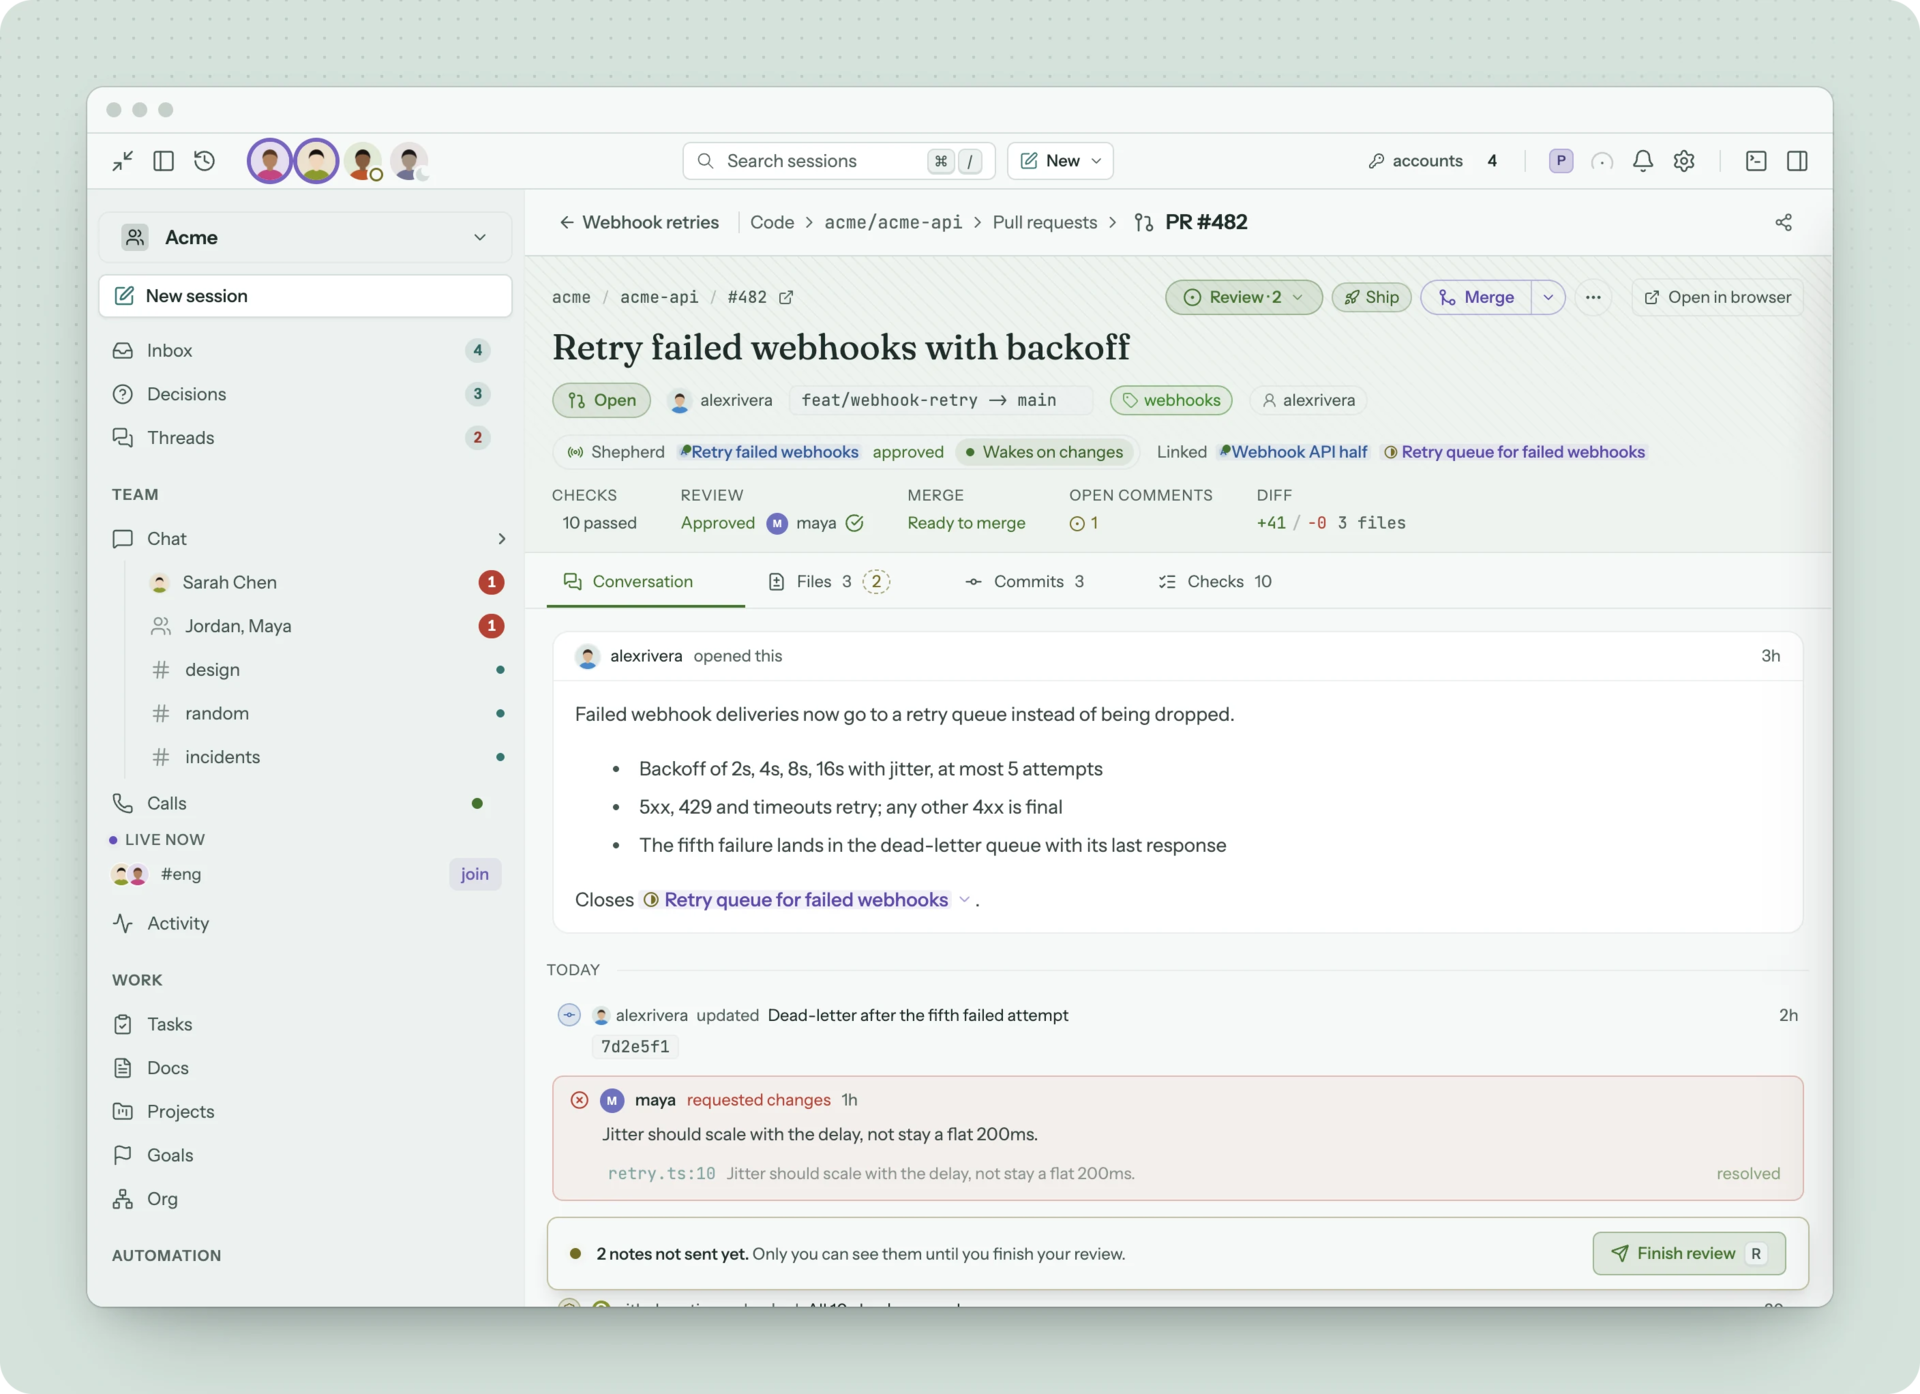 Search sessions ⌘ / New accounts 4 P
Acme
New session
Inbox 4
Decisions 3
Threads 2
TEAM
Chat
Sarah Chen 1
Jordan, Maya 1
# design
# random
# incidents
Calls
LIVE NOW
#eng join
Activity
WORK
Tasks
Docs
Projects
Goals
Org
AUTOMATION
← Webhook retries Code > acme/acme-api > Pull requests > PR #482
acme / acme-api / #482 Review · 2 Ship Merge ··· Open in browser
Retry failed webhooks with backoff
Open alexrivera feat/webhook-retry → main webhooks alexrivera
Shepherd Retry failed webhooks approved Wakes on changes Linked Webhook API half Retry queue for failed webhooks
CHECKS REVIEW MERGE OPEN COMMENTS DIFF
10 passed Approved M maya Ready to merge 1 +41 / -0 3 files
Conversation Files 3 2 Commits 3 Checks 10
alexrivera opened this 3h
Failed webhook deliveries now go to a retry queue instead of being dropped.
• Backoff of 2s, 4s, 8s, 16s with jitter, at most 5 attempts
• 5xx, 429 and timeouts retry; any other 4xx is final
• The fifth failure lands in the dead-letter queue with its last response
Closes Retry queue for failed webhooks .
TODAY
alexrivera updated Dead-letter after the fifth failed attempt 2h
7d2e5f1
M maya requested changes 1h
Jitter should scale with the delay, not stay a flat 200ms.
retry.ts:10 Jitter should scale with the delay, not stay a flat 200ms. resolved
2 notes not sent yet. Only you can see them until you finish your review. Finish review R